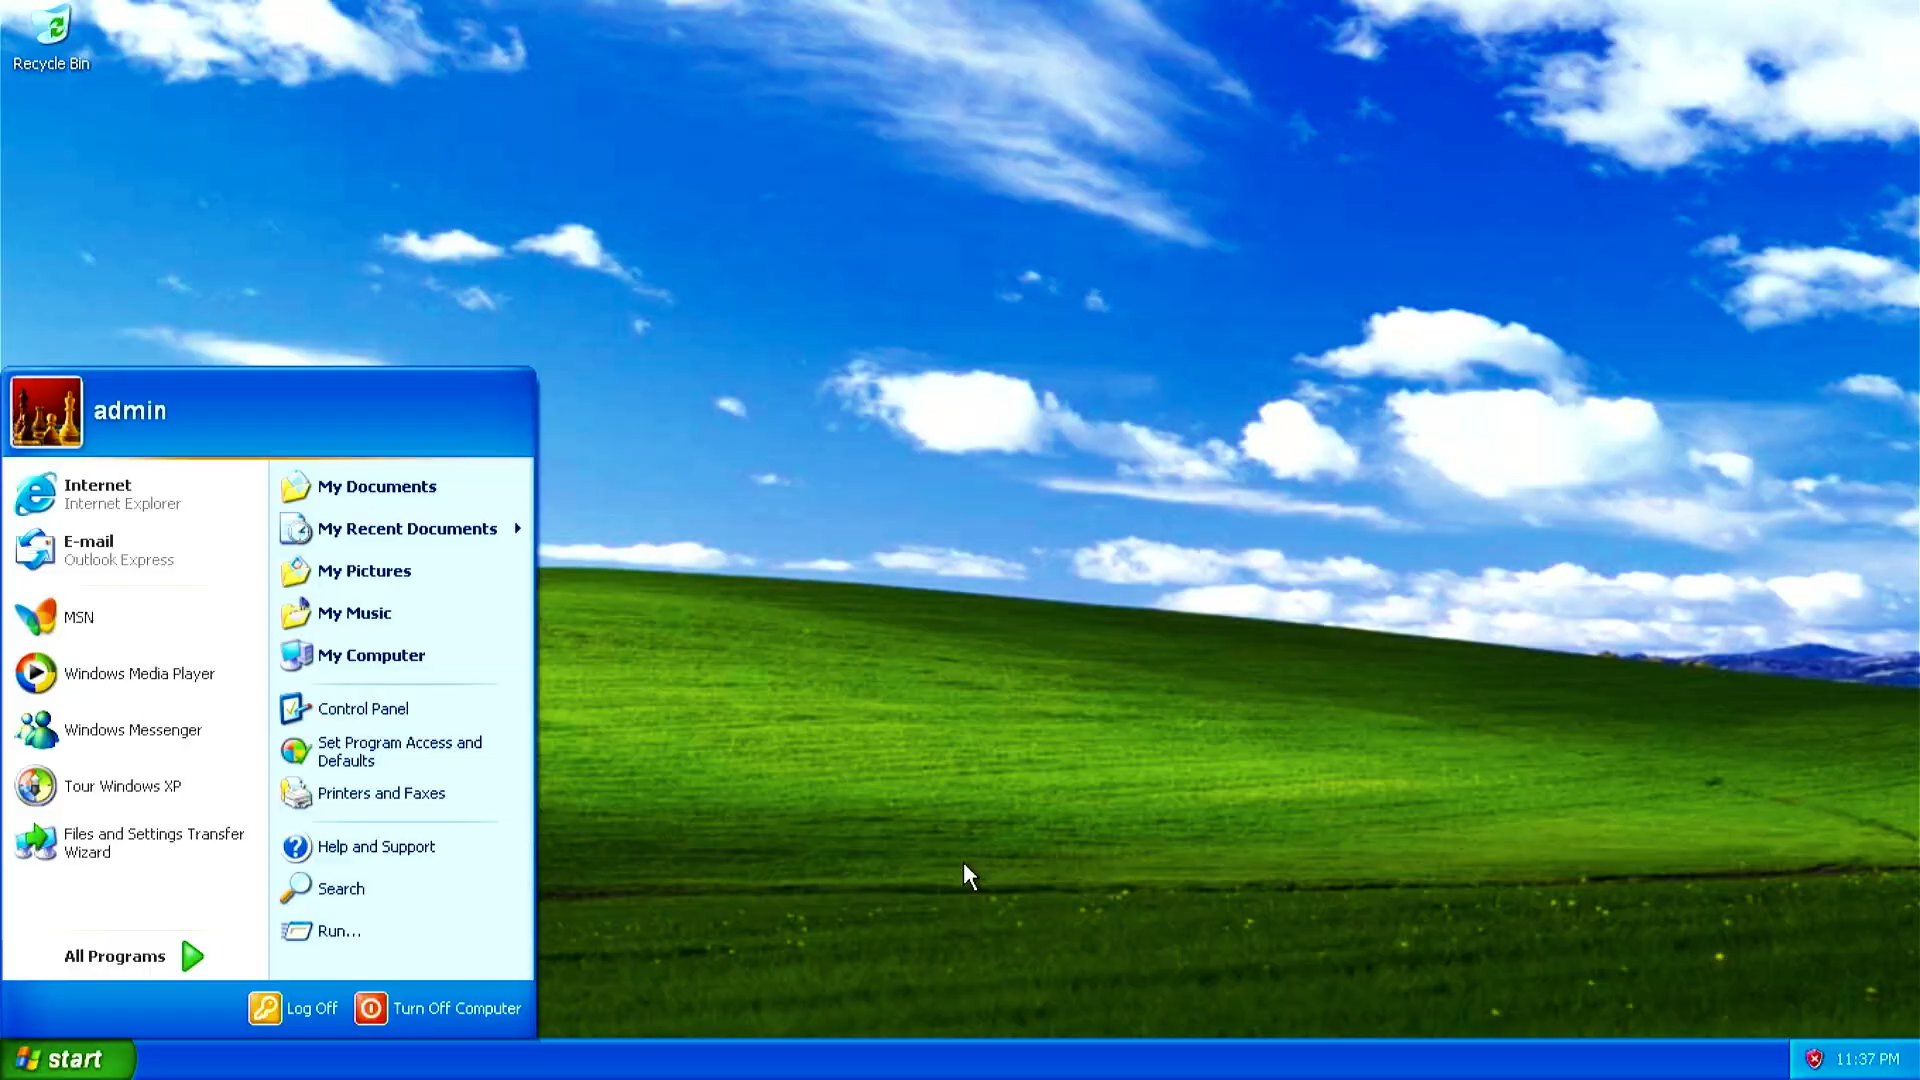 Recycle Bin
admin
Internet
Internet Explorer
E-mail
Outlook Express
MSN
Windows Media Player
Windows Messenger
Tour Windows XP
Files and Settings Transfer
Wizard
All Programs
My Documents
My Recent Documents
My Pictures
My Music
My Computer
Control Panel
Set Program Access and
Defaults
Printers and Faxes
Help and Support
Search
Run...
Log Off
Turn Off Computer
start
11:37 PM